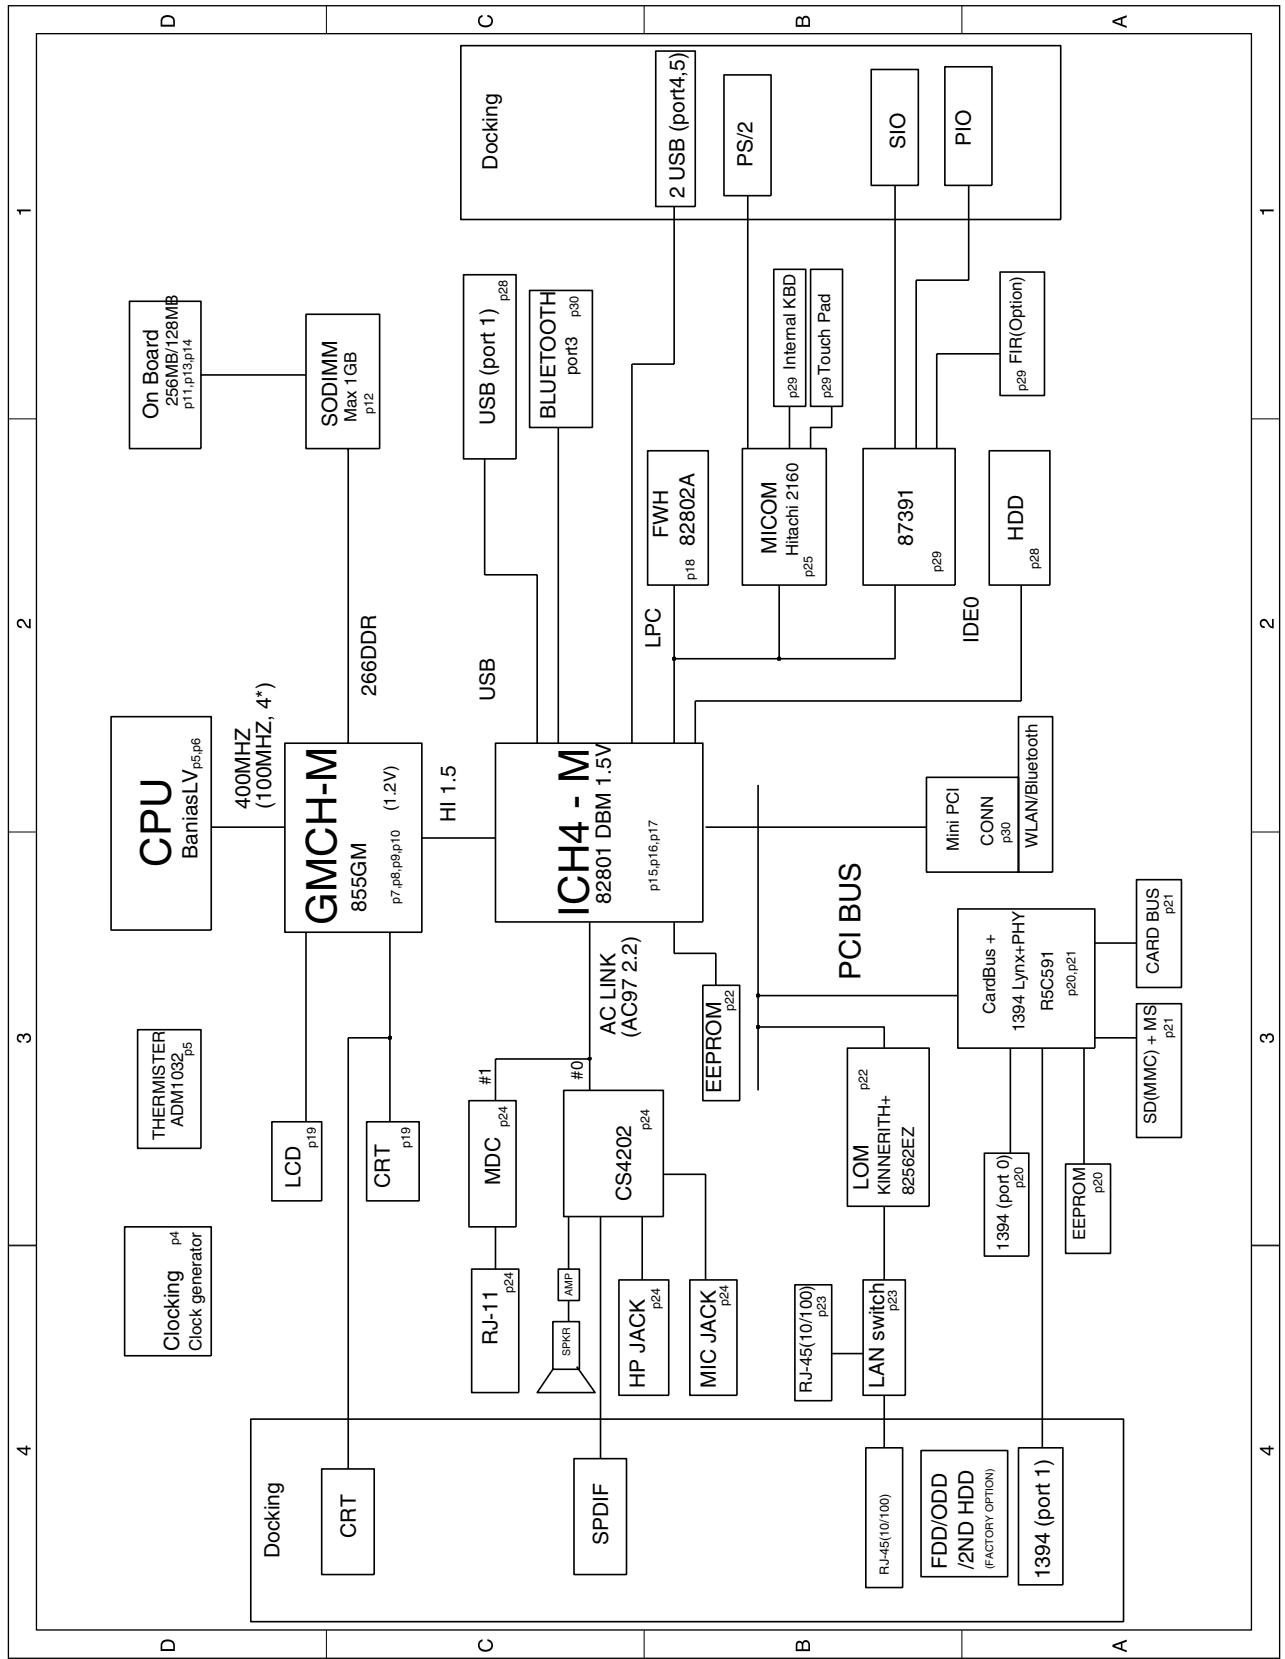 D
C
B
A
4
3
2
1
Clocking
p4
Clock generator
THERMISTER
ADM1032
p5
CPU
BaniasLV
p5,p6
On Board
256MB/128MB
p11,p13,p14
400MHZ
(100MHZ, 4*)
Docking
CRT
LCD
p19
CRT
p19
GMCH-M
855GM
(1.2V)
p7,p8,p9,p10
266DDR
SODIMM
Max 1GB
p12
HI 1.5
RJ-11
p24
MDC
p24
#1
#0
AC LINK
(AC97 2.2)
ICH4 - M
82801 DBM 1.5V
p15,p16,p17
USB
USB (port 1)
p28
BLUETOOTH
port3
p30
Docking
2 USB (port4,5)
PS/2
SIO
PIO
SPKR
AMP
CS4202
p24
SPDIF
HP JACK
p24
MIC JACK
p24
EEPROM
p22
LPC
FWH
p18
82802A
MICOM
Hitachi 2160
p25
p29
Internal KBD
p29
Touch Pad
87391
p29
p29
FIR(Option)
IDE0
HDD
p28
PCI BUS
RJ-45(10/100)
p23
LAN switch
p23
LOM
p22
KINNERITH+
82562EZ
RJ-45(10/100)
FDD/ODD
/2ND HDD
(FACTORY OPTION)
1394 (port 1)
1394 (port 0)
p20
EEPROM
p20
CardBus +
1394 Lynx+PHY
R5C591
p20,p21
Mini PCI
CONN
p30
WLAN/Bluetooth
SD(MMC) + MS
p21
CARD BUS
p21
4
3
2
1
D
C
B
A